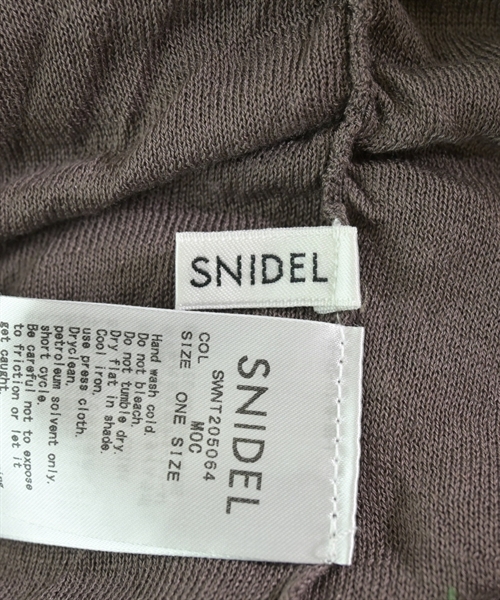 SNIDEL
SNIDEL
SWNT205064
COL MOC
SIZE ONE SIZE
Hand wash cold.
Do not bleach.
Do not tumble dry.
Dry flat in shade.
Cool iron.
use press cloth.
Dryclean.
petroleum solvent only.
short cycle.
Be careful not to expose
to friction or let it
get caught.